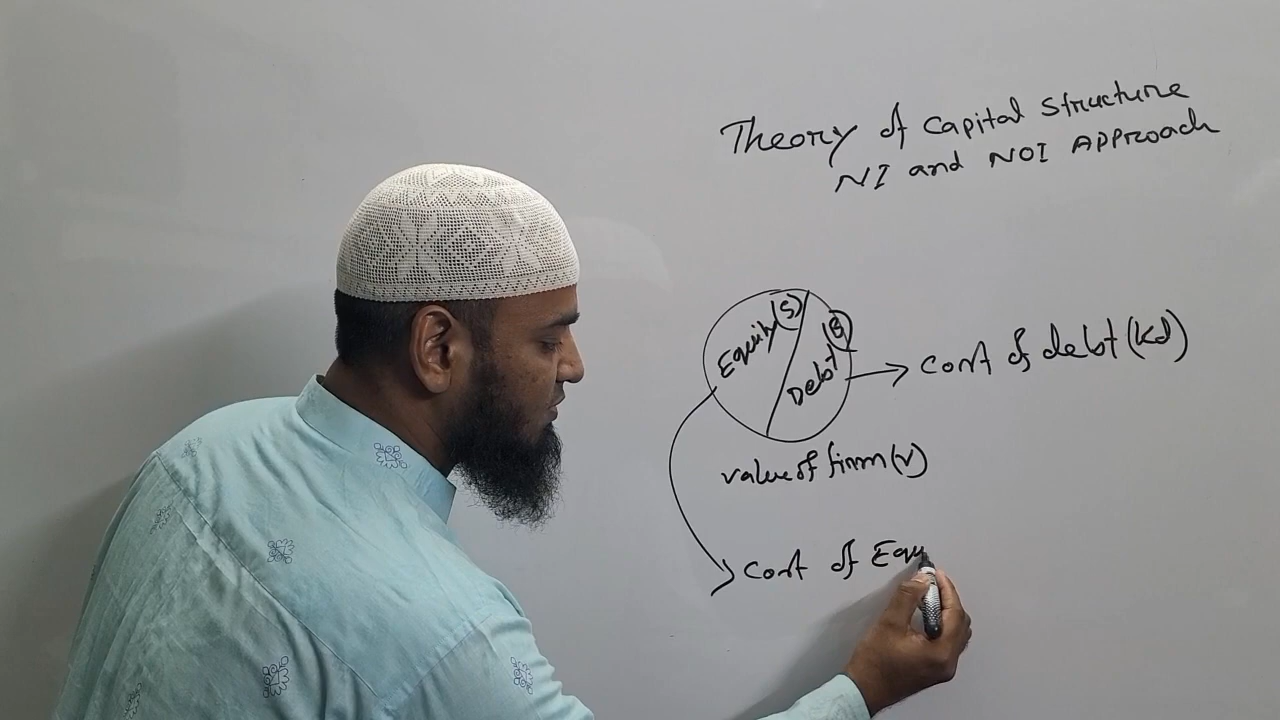 Theory of Capital Structure
NI and NOI Approach
Equity (S)
Debt (B)
Cost of debt (Kd)
value of firm (v)
Cost of Equ